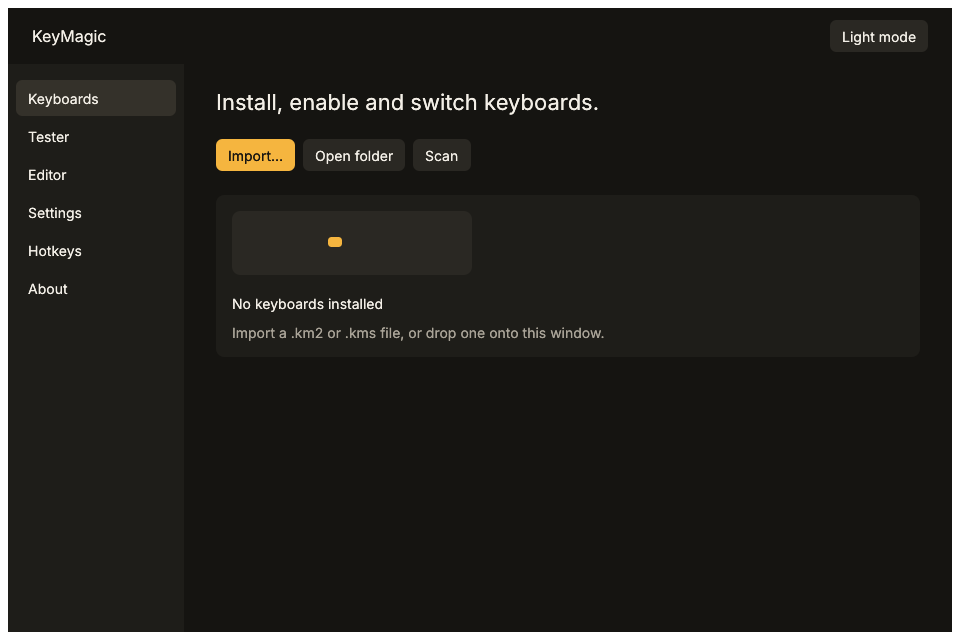 KeyMagic
Light mode
Keyboards
Tester
Editor
Settings
Hotkeys
About
Install, enable and switch keyboards.
Import...
Open folder
Scan
No keyboards installed
Import a .km2 or .kms file, or drop one onto this window.